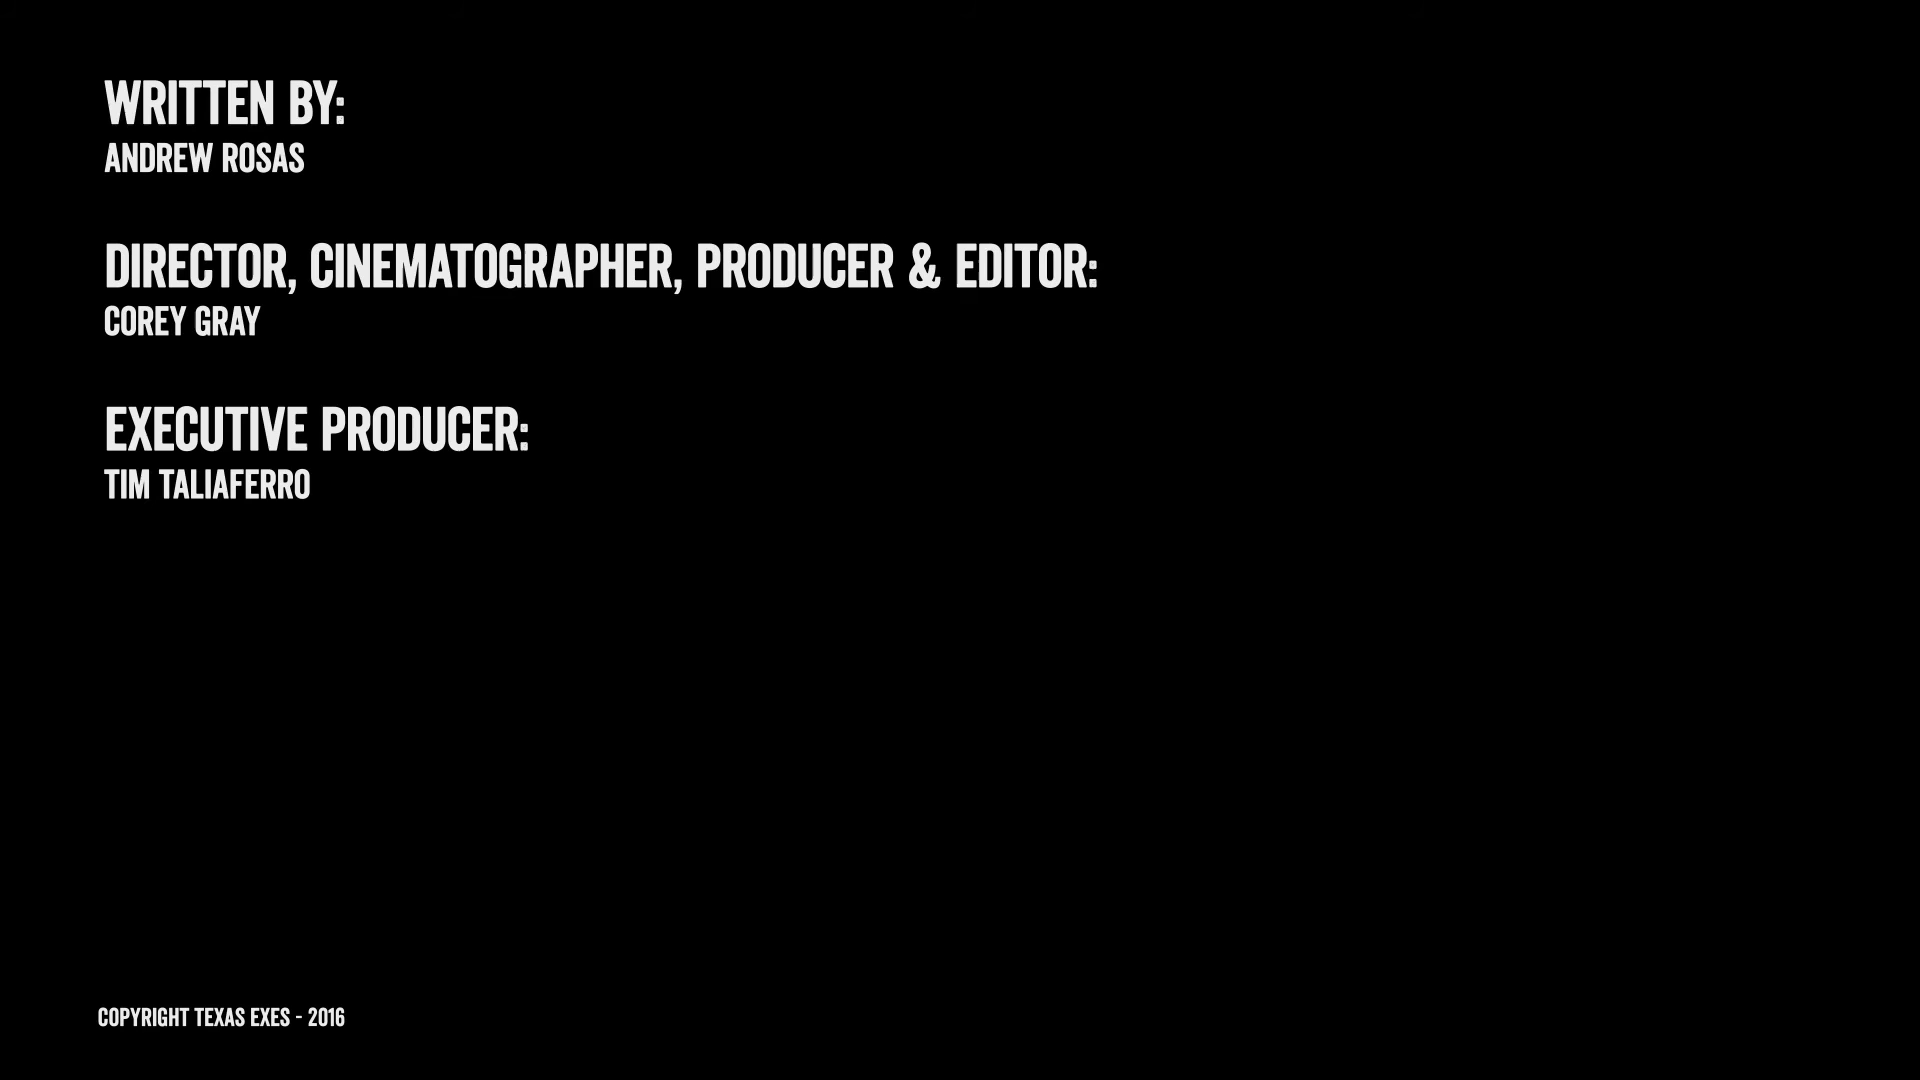 WRITTEN BY:
ANDREW ROSAS
DIRECTOR, CINEMATOGRAPHER, PRODUCER & EDITOR:
COREY GRAY
EXECUTIVE PRODUCER:
TIM TALIAFERRO
COPYRIGHT TEXAS EXES - 2016